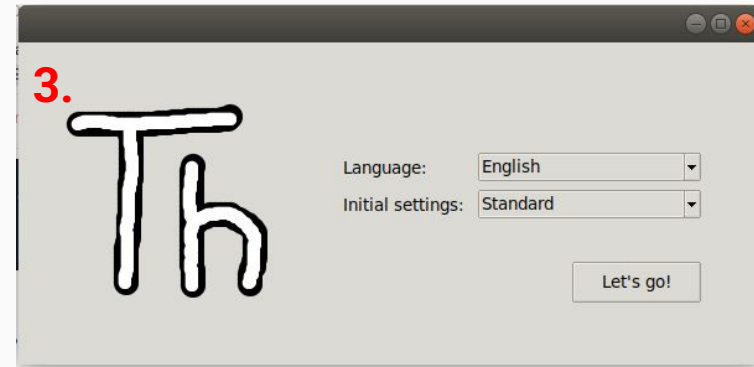 3.
Th
Language: English
Initial settings: Standard
Let's go!